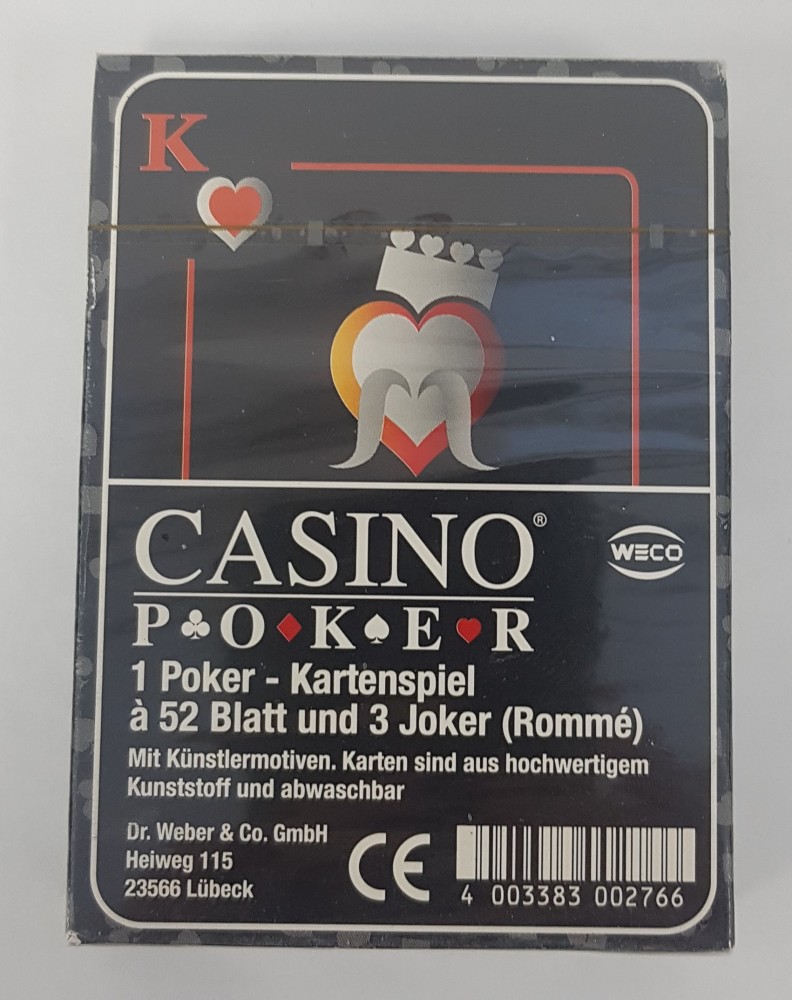 K
CASINO®
P♣O♦K♠E♥R
WECO
1 Poker - Kartenspiel
à 52 Blatt und 3 Joker (Rommé)
Mit Künstlermotiven. Karten sind aus hochwertigem
Kunststoff und abwaschbar
Dr. Weber & Co. GmbH
Heiweg 115
23566 Lübeck
CE
4 003383 002766